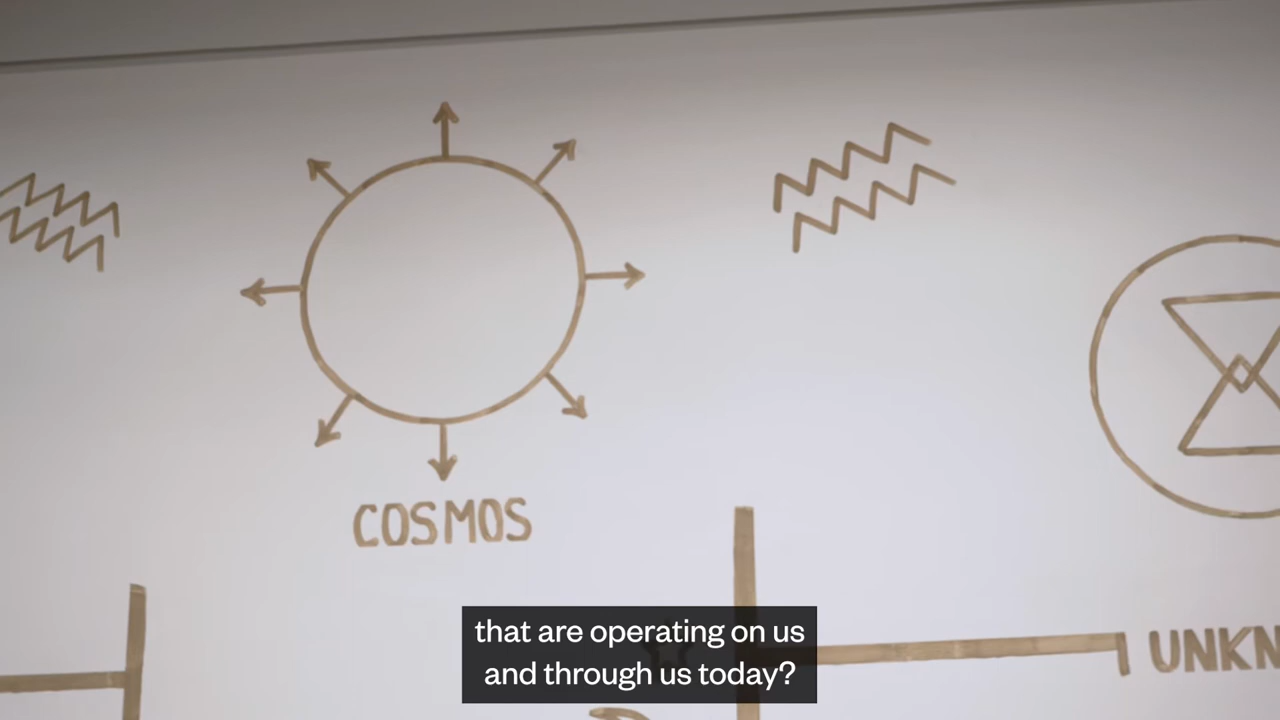 COSMOS
UNKN
that are operating on us
and through us today?